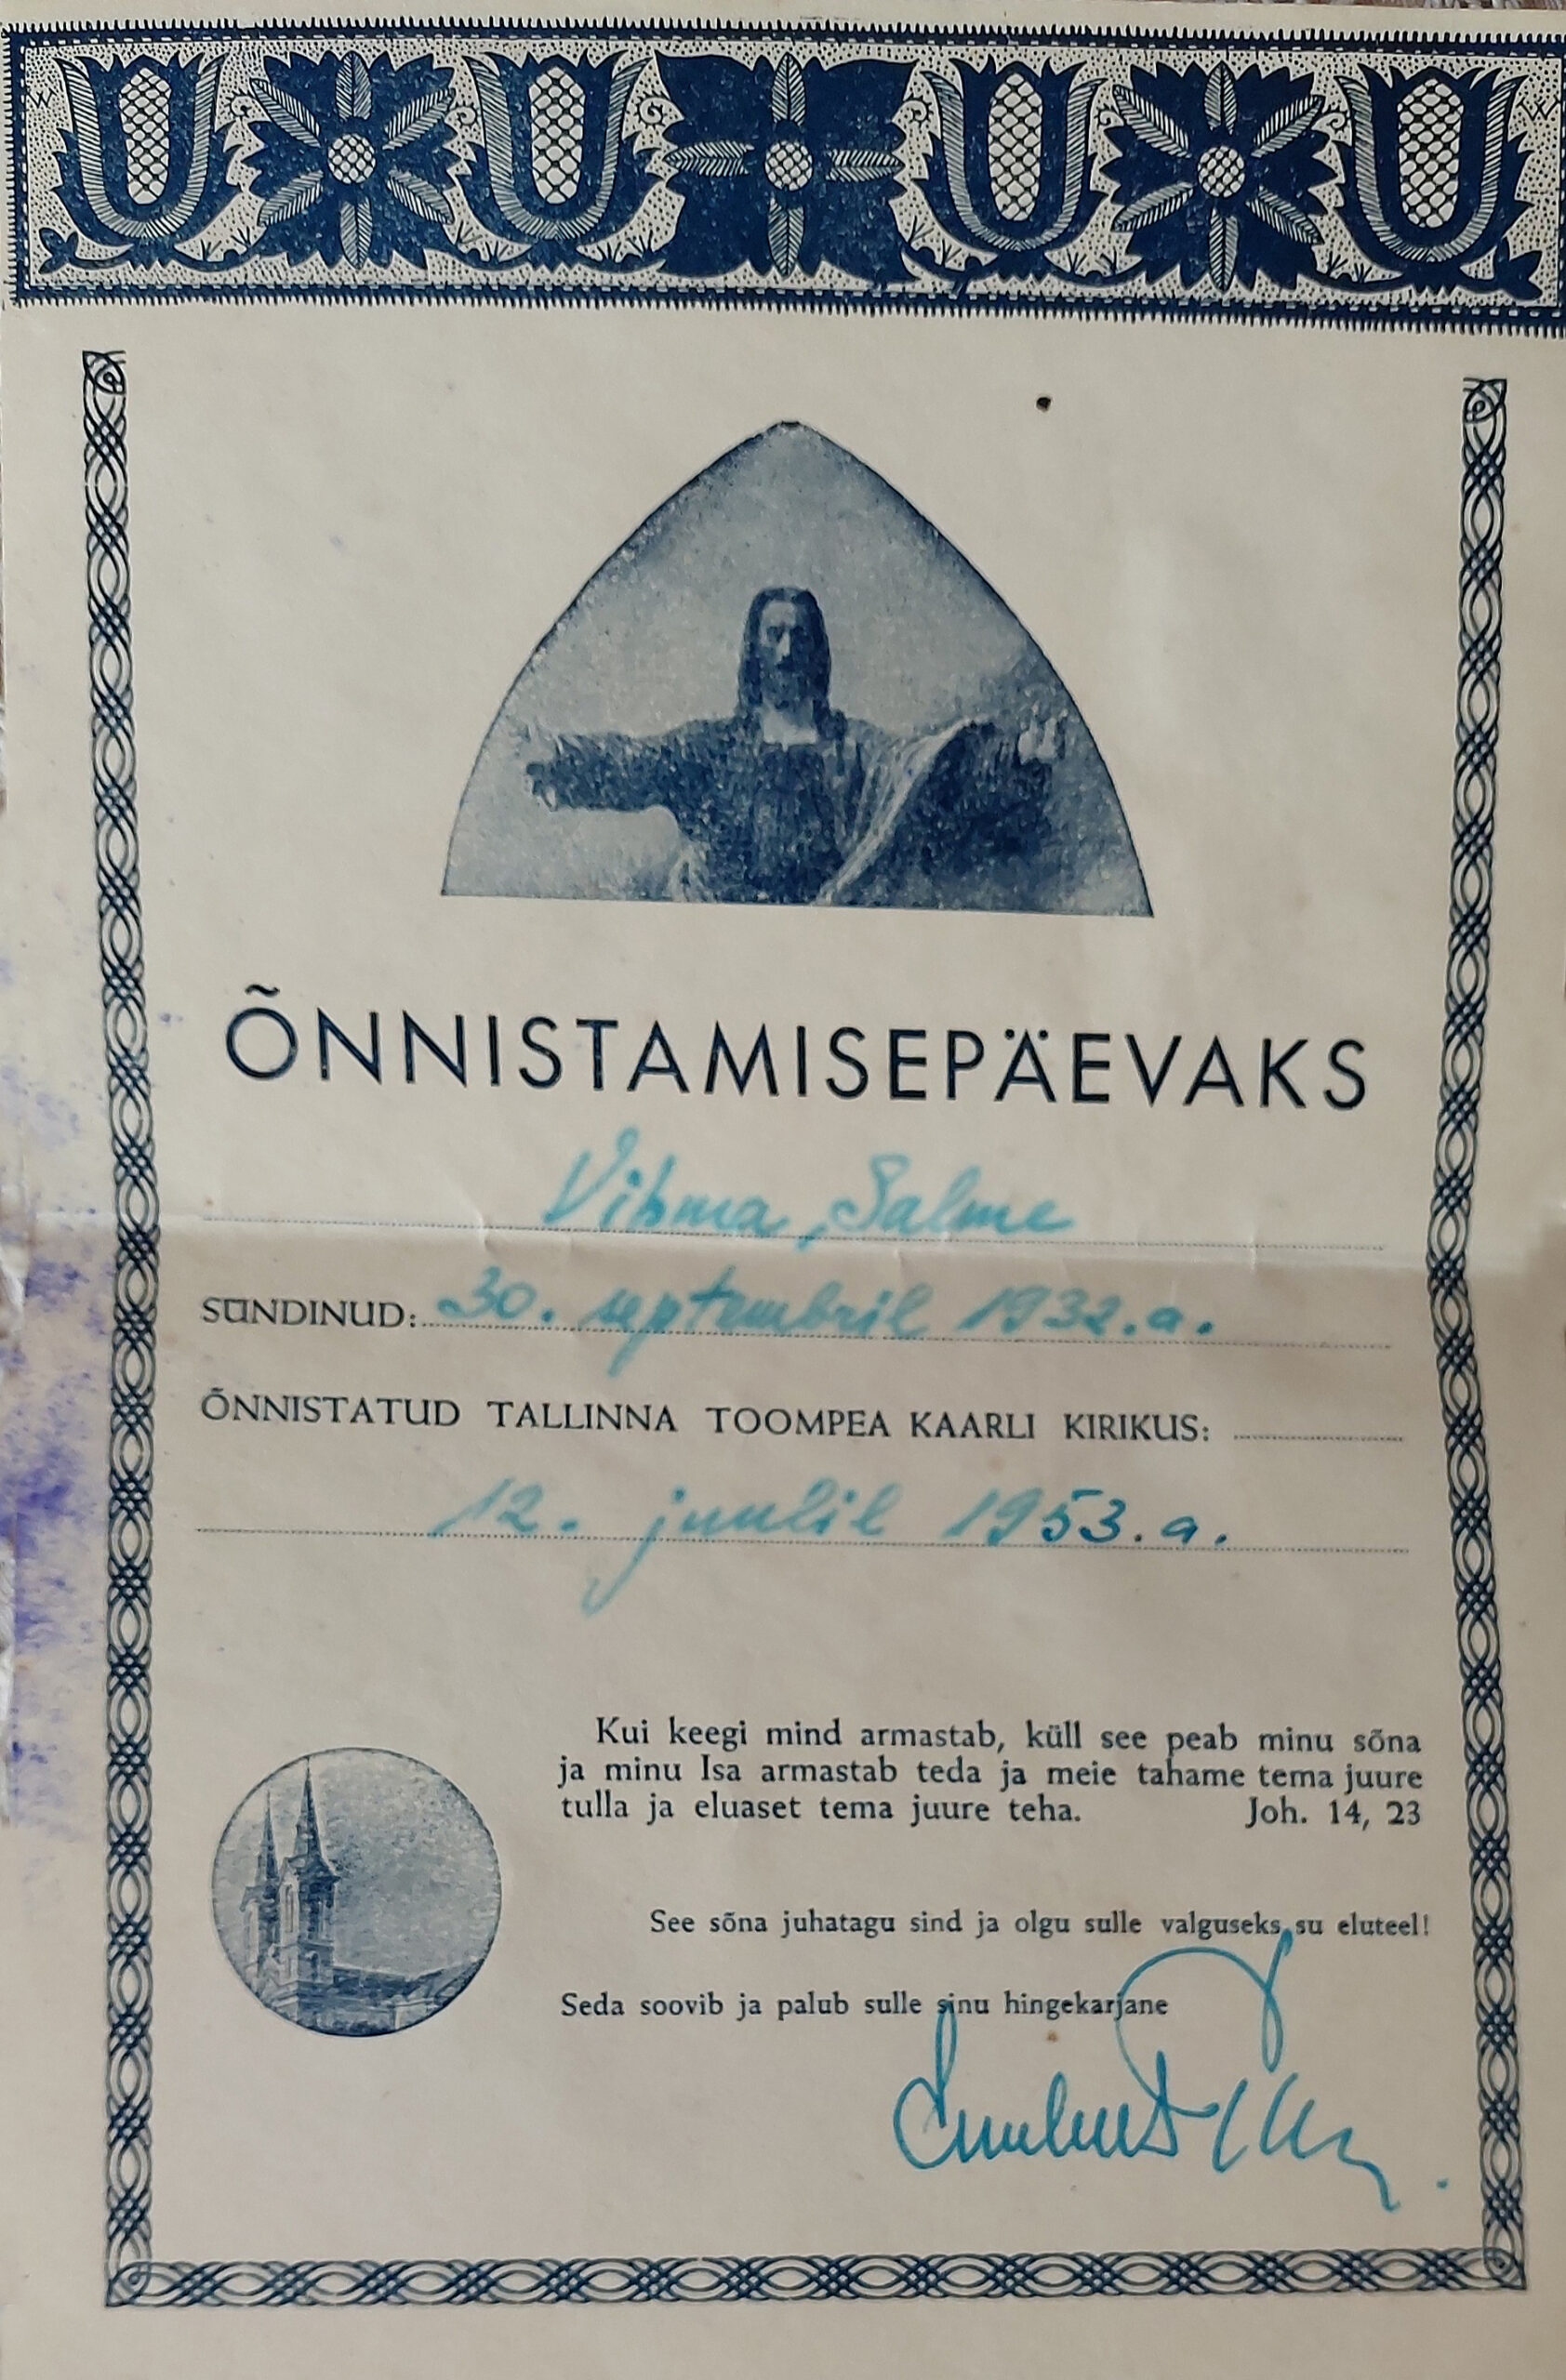 ÕNNISTAMISEPÄEVAKS
Vihma, Salme
SÜNDINUD: 30. septembril 1932. a.
ÕNNISTATUD TALLINNA TOOMPEA KAARLI KIRIKUS:
12. juulil 1953. a.
Kui keegi mind armastab, küll see peab minu sõna
ja minu Isa armastab teda ja meie tahame tema juure
tulla ja eluaset tema juure teha. Joh. 14, 23
See sõna juhatagu sind ja olgu sulle valguseks su eluteel!
Seda soovib ja palub sulle sinu hingekarjane